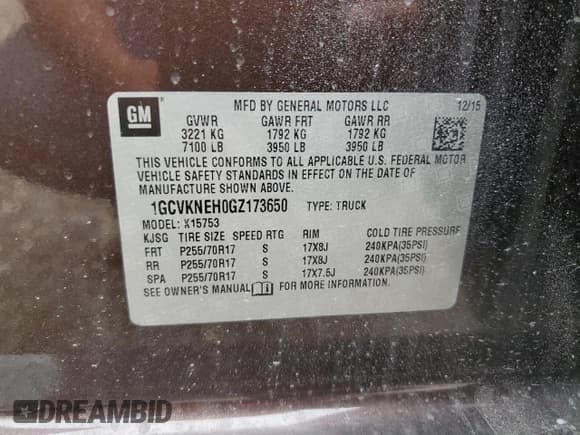 GM
MFD BY GENERAL MOTORS LLC 12/15
GVWR GAWR FRT GAWR RR
3221 KG 1792 KG 1792 KG
7100 LB 3950 LB 3950 LB
THIS VEHICLE CONFORMS TO ALL APPLICABLE U.S. FEDERAL MOTOR
VEHICLE SAFETY STANDARDS IN EFFECT ON THE DATE OF
MANUFACTURE SHOWN ABOVE.
1GCVKNEH0GZ173650 TYPE: TRUCK
MODEL: X15753
KJSG TIRE SIZE SPEED RTG RIM COLD TIRE PRESSURE
FRT P255/70R17 S 17X8J 240KPA(35PSI)
RR P255/70R17 S 17X8J 240KPA(35PSI)
SPA P255/70R17 S 17X7.5J 240KPA(35PSI)
SEE OWNER'S MANUAL FOR MORE INFORMATION.
DREAMBID